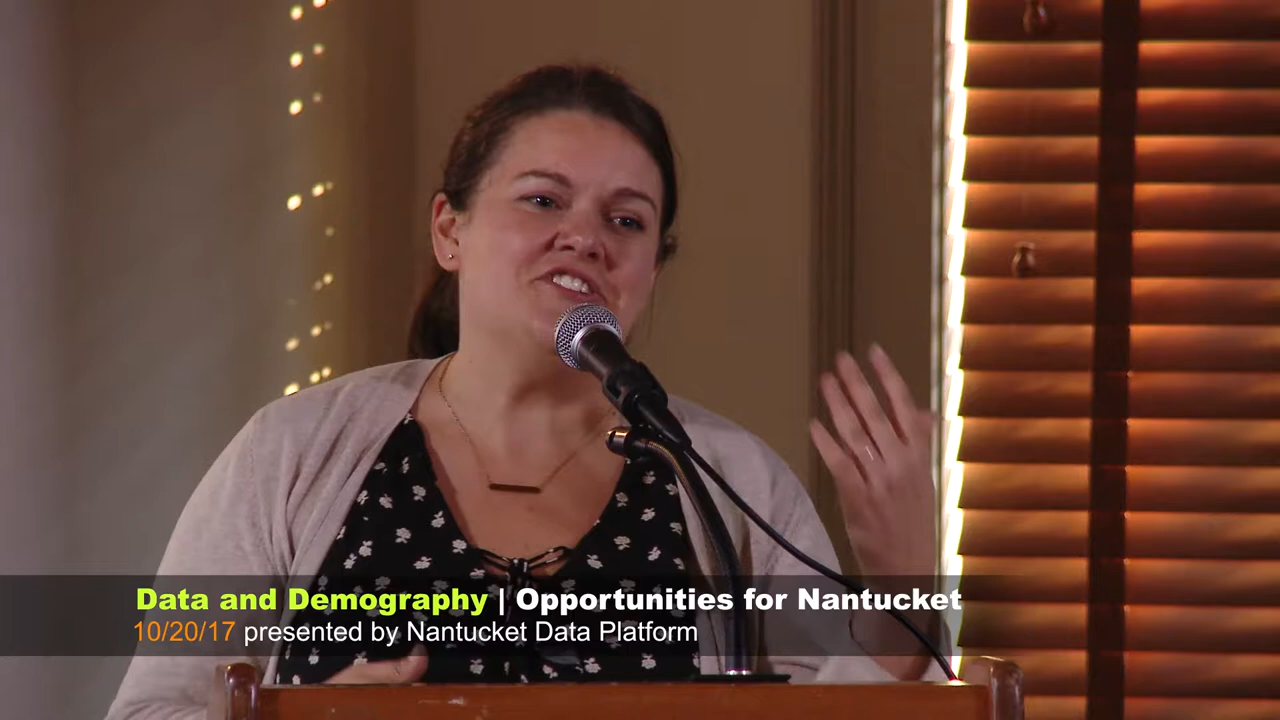 Data and Demography | Opportunities for Nantucket
10/20/17 presented by Nantucket Data Platform